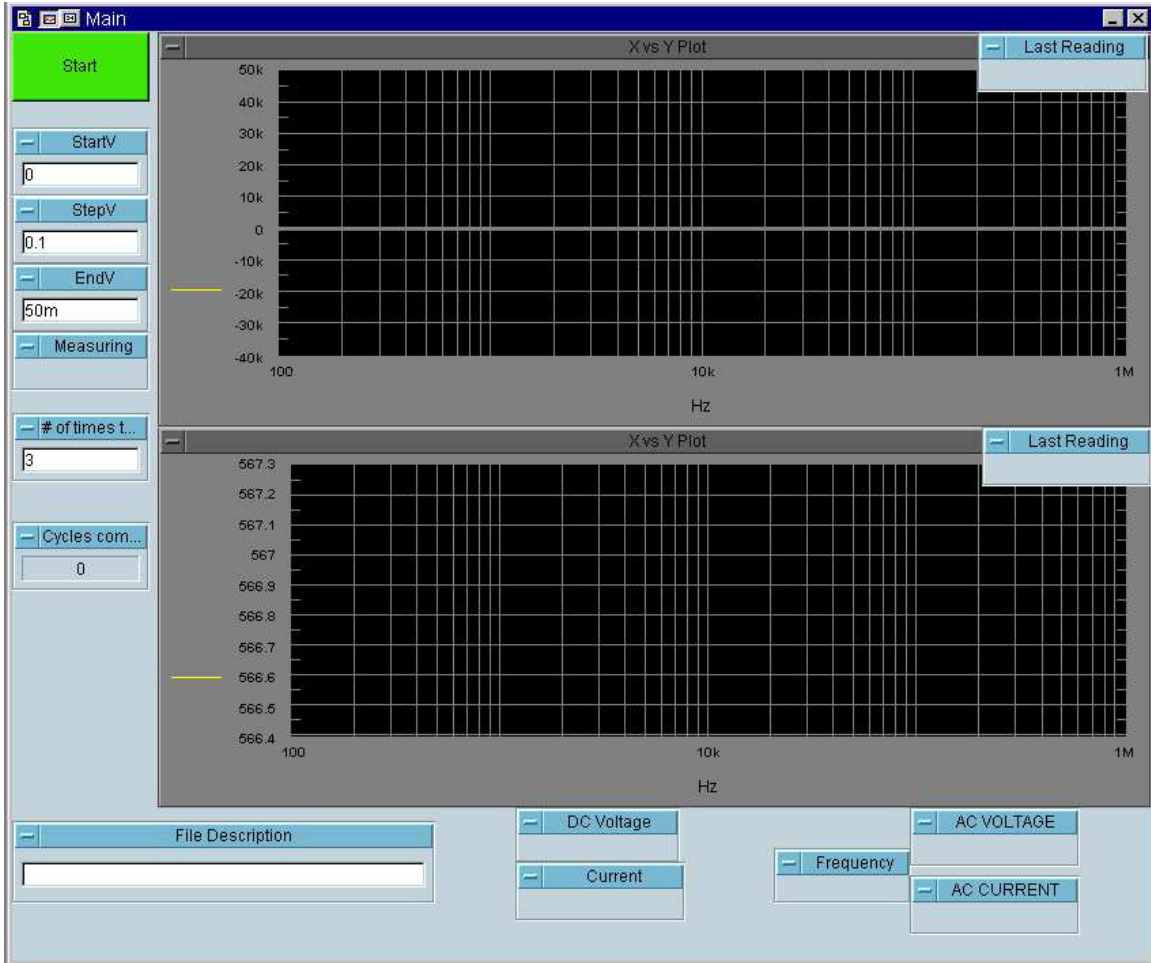 Main
Start
X vs Y Plot
Last Reading
50k
40k
30k
20k
10k
0
-10k
-20k
-30k
-40k
100
10k
1M
Hz
StartV
0
StepV
0.1
EndV
50m
Measuring
# of times t...
3
Cycles com...
0
X vs Y Plot
Last Reading
567.3
567.2
567.1
567
566.9
566.8
566.7
566.6
566.5
566.4
100
10k
1M
Hz
File Description
DC Voltage
Current
Frequency
AC VOLTAGE
AC CURRENT